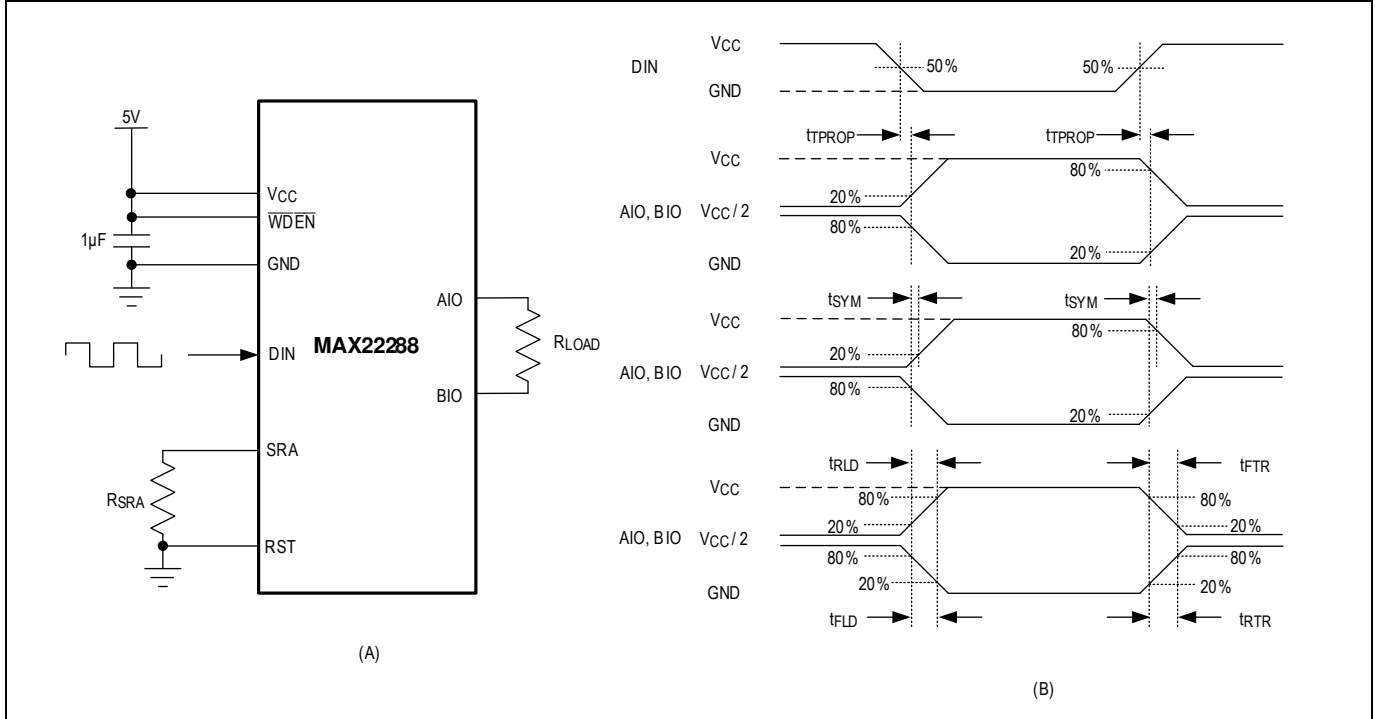 5V
1µF
VCC
WDEN
GND
DIN
SRA
RST
RSRA
MAX22288
AIO
BIO
RLOAD
(A)
DIN
VCC
GND
50%
50%
tTPROP
tTPROP
VCC
AIO, BIO VCC/2
GND
20%
80%
80%
20%
tSYM
tSYM
VCC
AIO, BIO VCC/2
GND
20%
80%
80%
20%
tRLD
tFTR
VCC
AIO, BIO VCC/2
GND
80%
20%
80%
20%
80%
20%
80%
20%
tFLD
tRTR
(B)